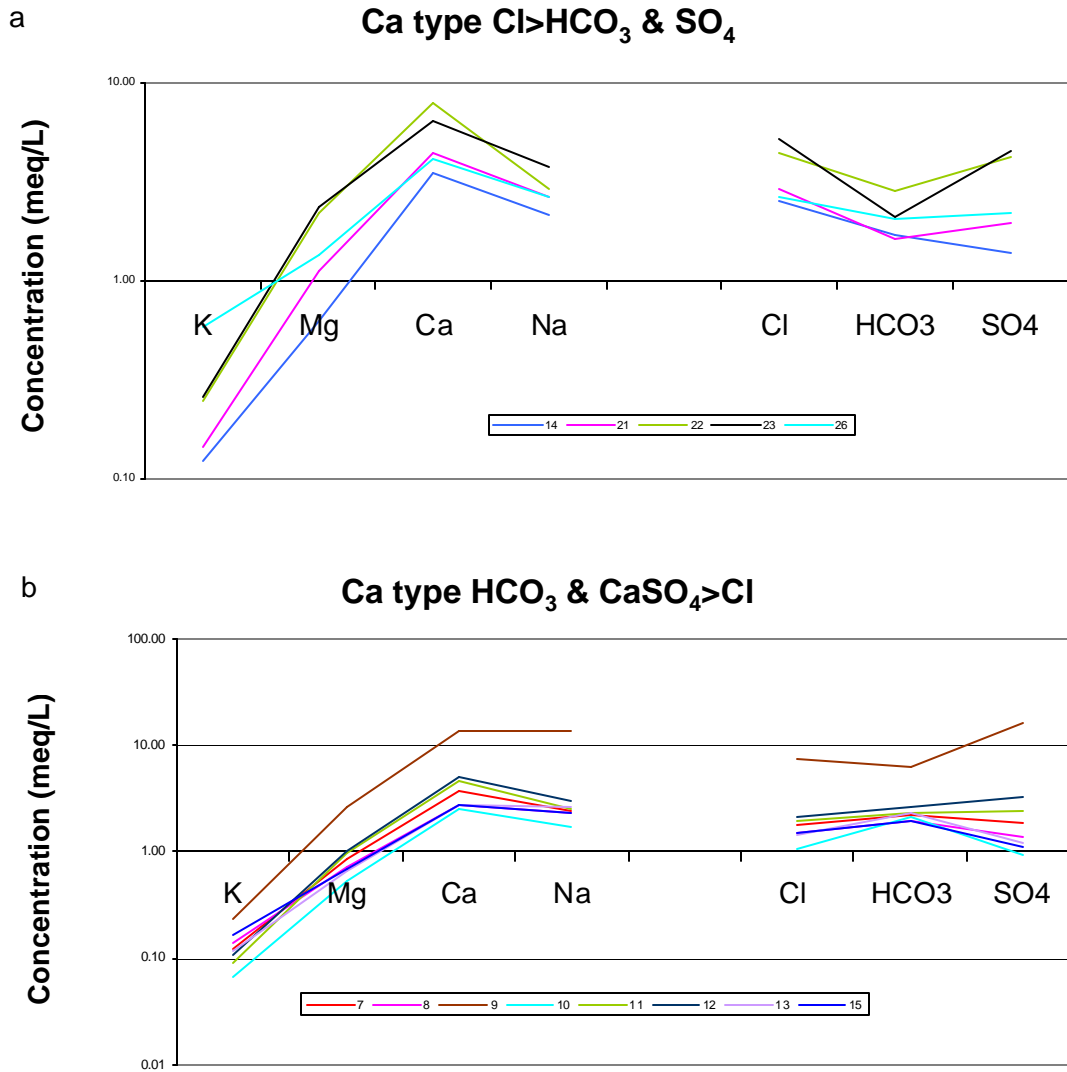 a
Ca type Cl>HCO₃ & SO₄
Concentration (meq/L)
10.00
1.00
0.10
K Mg Ca Na Cl HCO3 SO4
14 21 22 23 26
b
Ca type HCO₃ & CaSO₄>Cl
Concentration (meq/L)
100.00
10.00
1.00
0.10
0.01
K Mg Ca Na Cl HCO3 SO4
7 8 9 10 11 12 13 15